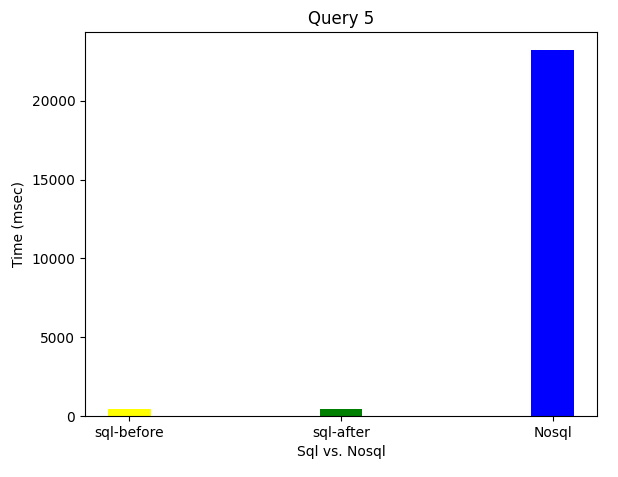 Query 5
Time (msec)
20000
15000
10000
5000
0
sql-before
sql-after
Nosql
Sql vs. Nosql